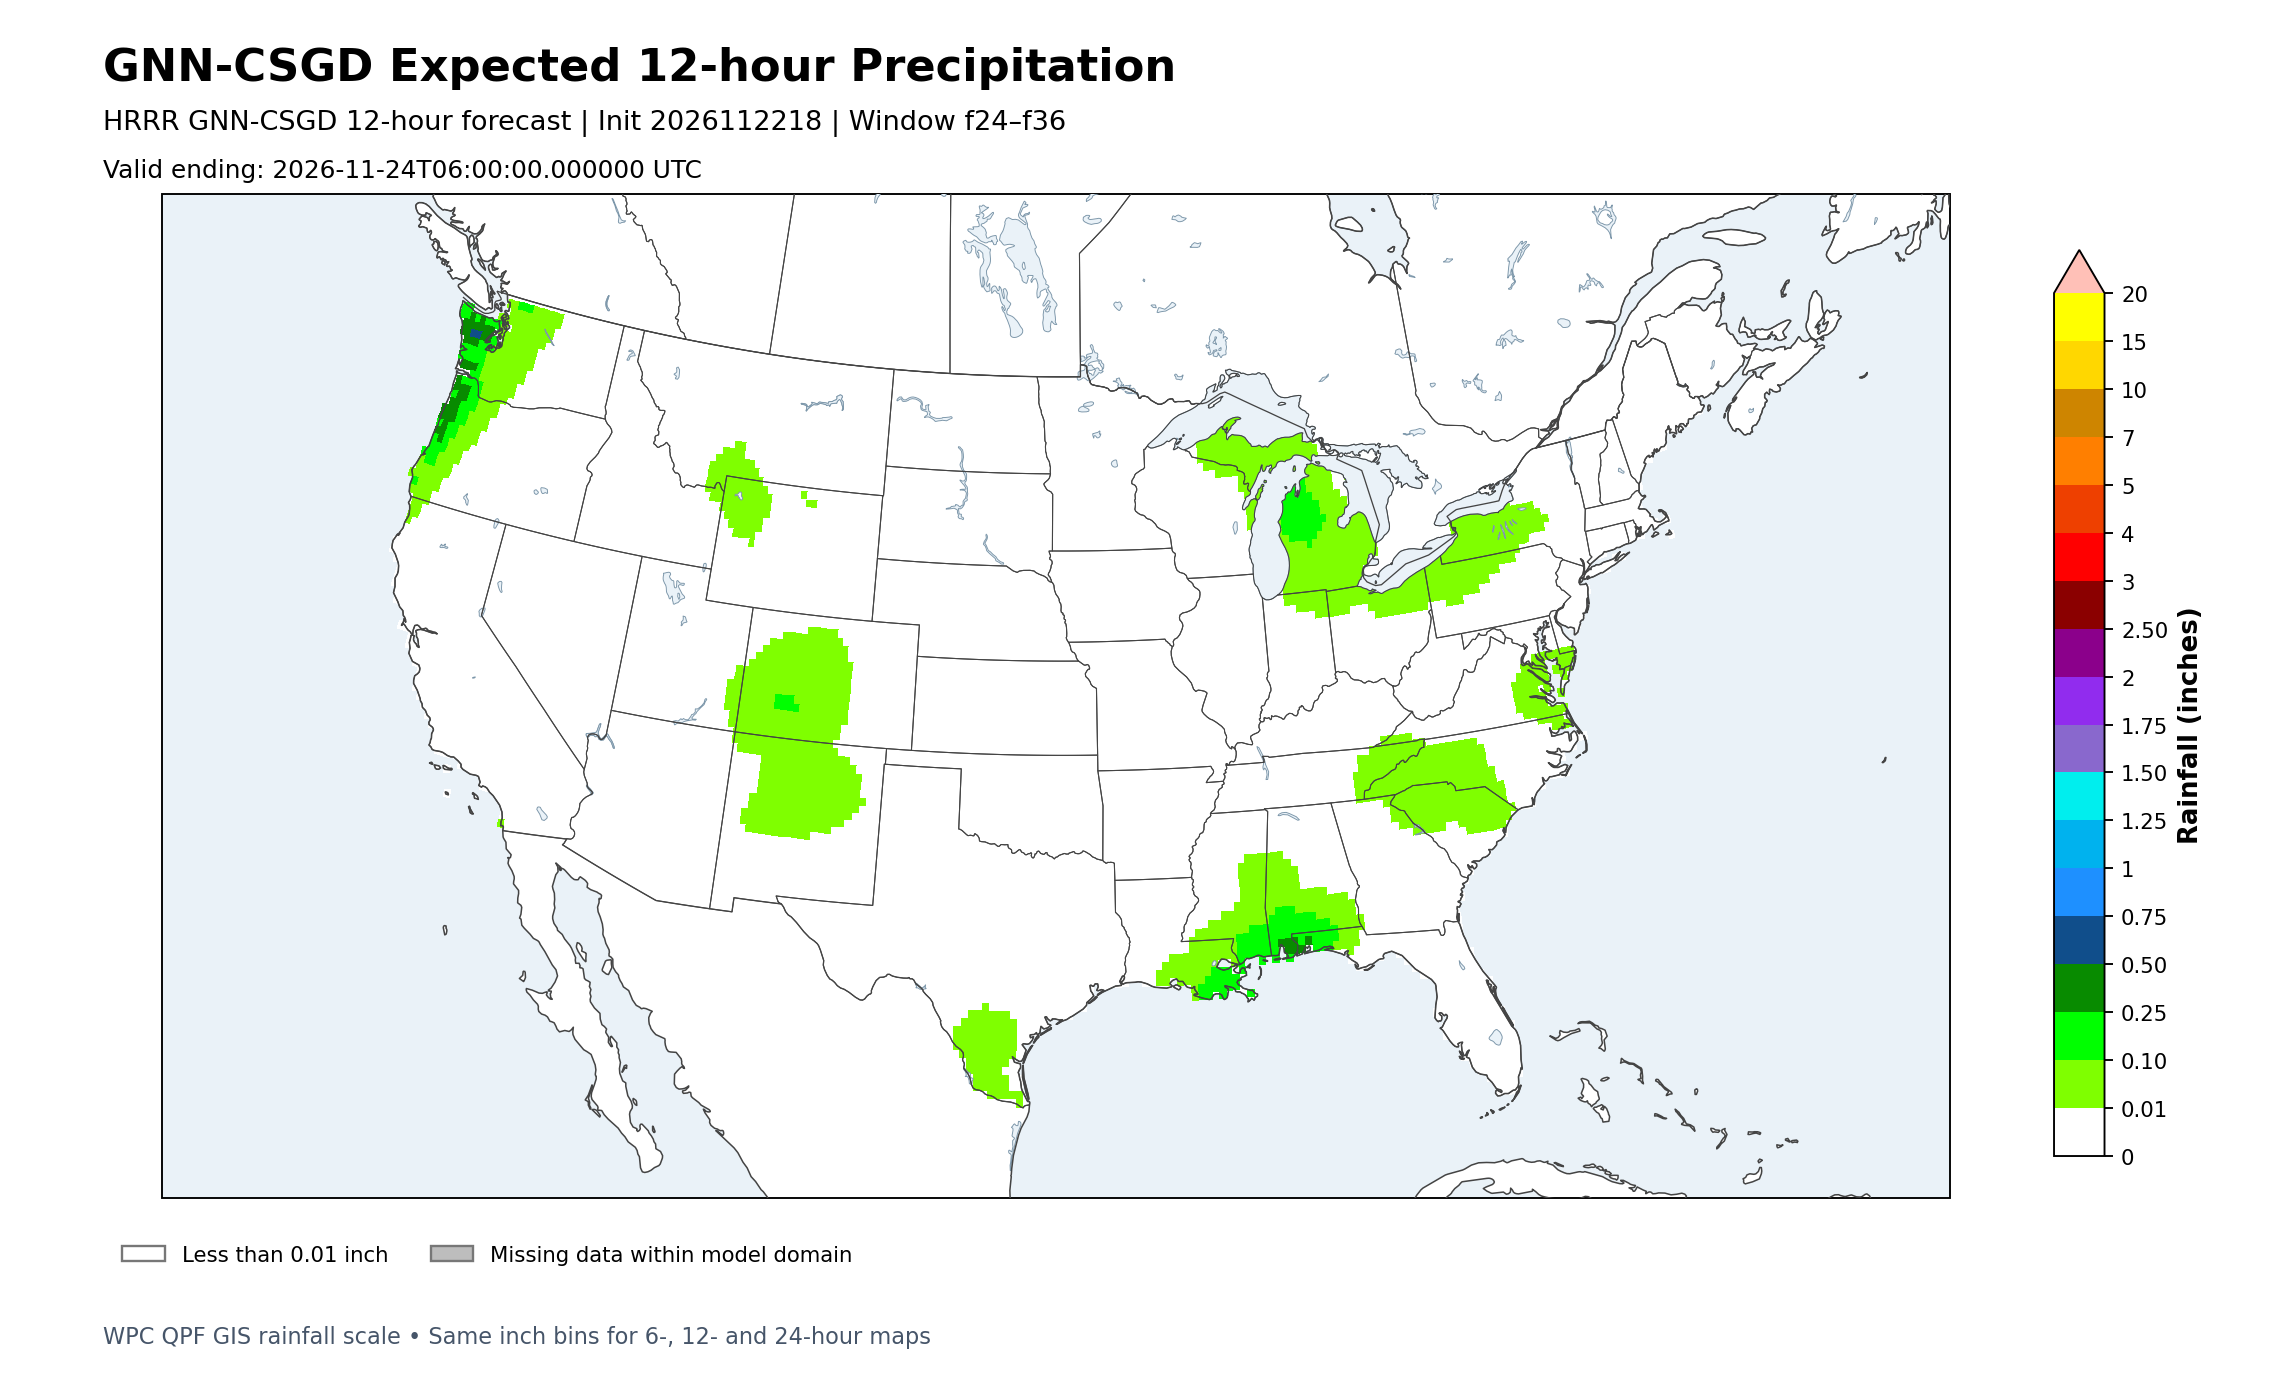 GNN-CSGD Expected 12-hour Precipitation
HRRR GNN-CSGD 12-hour forecast | Init 2026112218 | Window f24–f36
Valid ending: 2026-11-24T06:00:00.000000 UTC
20
15
10
7
5
4
3
2.50
2
1.75
1.50
1.25
1
0.75
0.50
0.25
0.10
0.01
0
Rainfall (inches)
Less than 0.01 inch
Missing data within model domain
WPC QPF GIS rainfall scale • Same inch bins for 6-, 12- and 24-hour maps